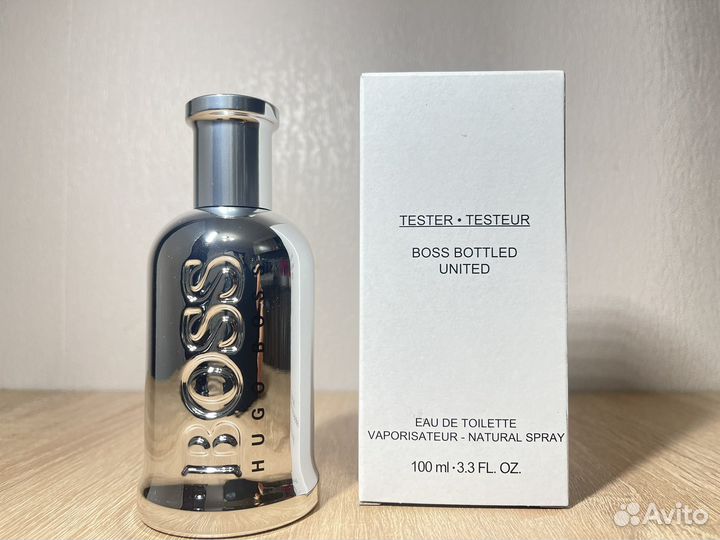 BOSS
HUGO BOSS
TESTER • TESTEUR
BOSS BOTTLED
UNITED
EAU DE TOILETTE
VAPORISATEUR - NATURAL SPRAY
100 ml · 3.3 FL. OZ.
Avito